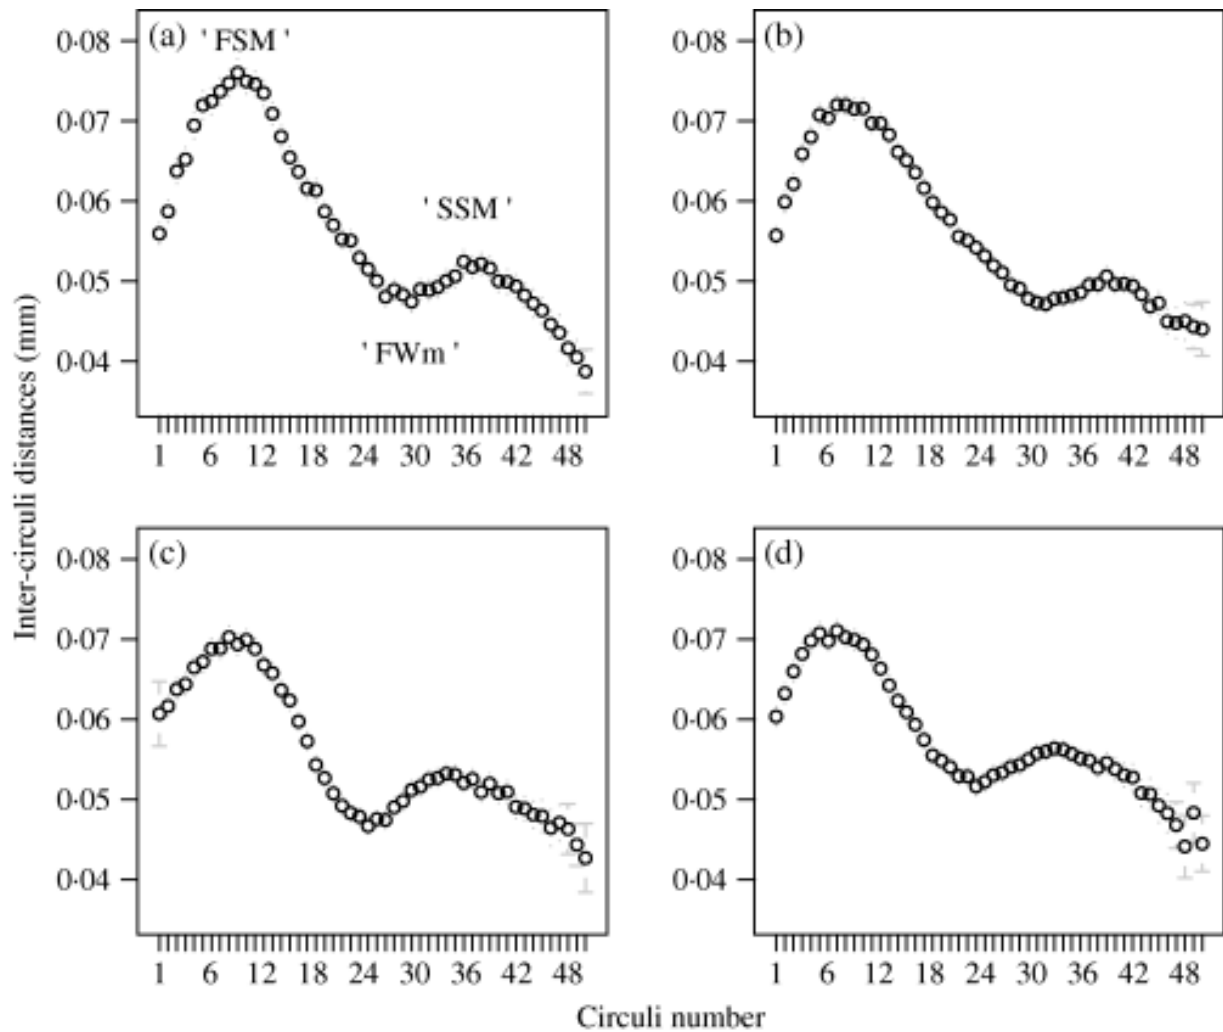 (a) ' FSM '
0·08
0·07
0·06
0·05
0·04
' SSM '
' FWm '
1 6 12 18 24 30 36 42 48
(b)
0·08
0·07
0·06
0·05
0·04
1 6 12 18 24 30 36 42 48
Inter-circuli distances (mm)
(c)
0·08
0·07
0·06
0·05
0·04
1 6 12 18 24 30 36 42 48
(d)
0·08
0·07
0·06
0·05
0·04
1 6 12 18 24 30 36 42 48
Circuli number